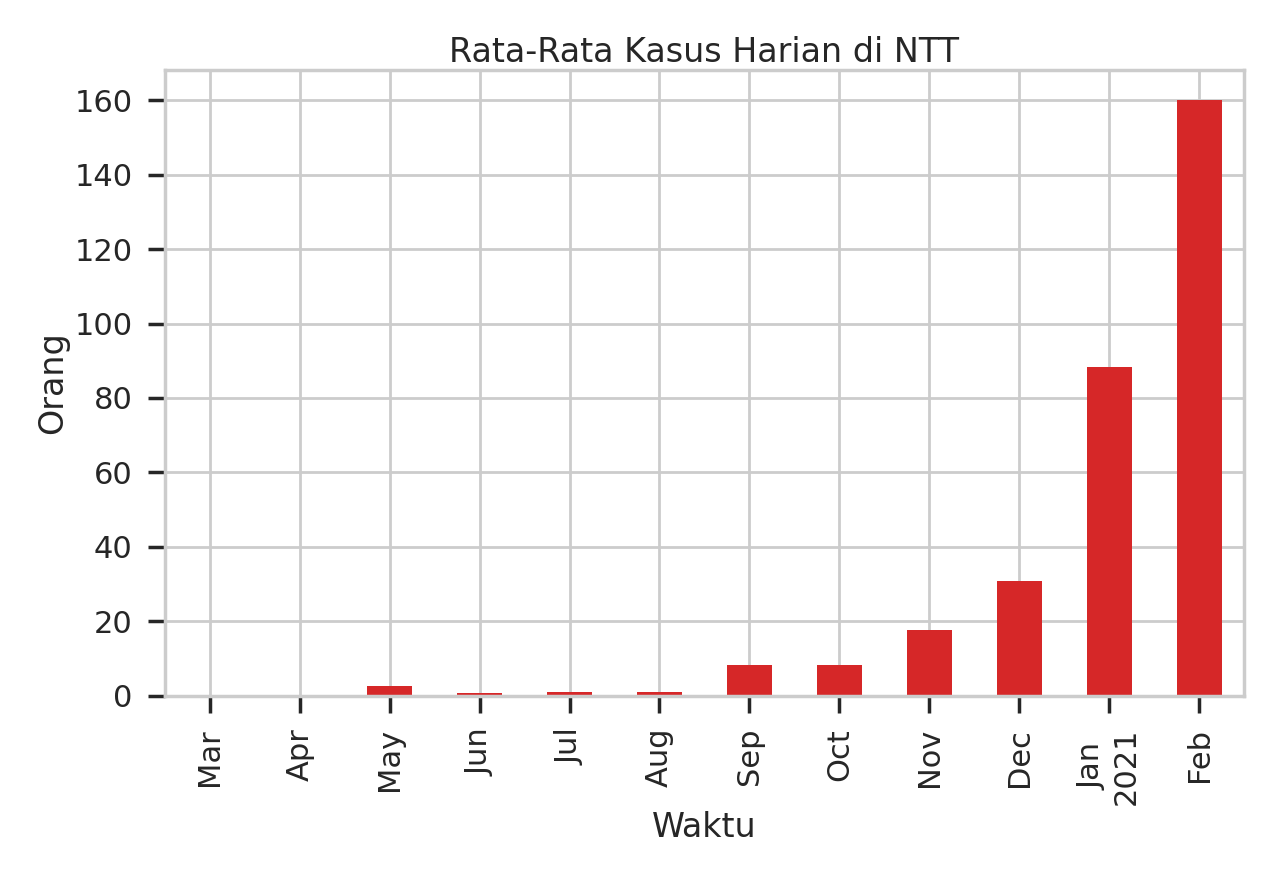 Rata-Rata Kasus Harian di NTT
Orang
160
140
120
100
80
60
40
20
0
Mar
Apr
May
Jun
Jul
Aug
Sep
Oct
Nov
Dec
Jan
2021
Feb
Waktu